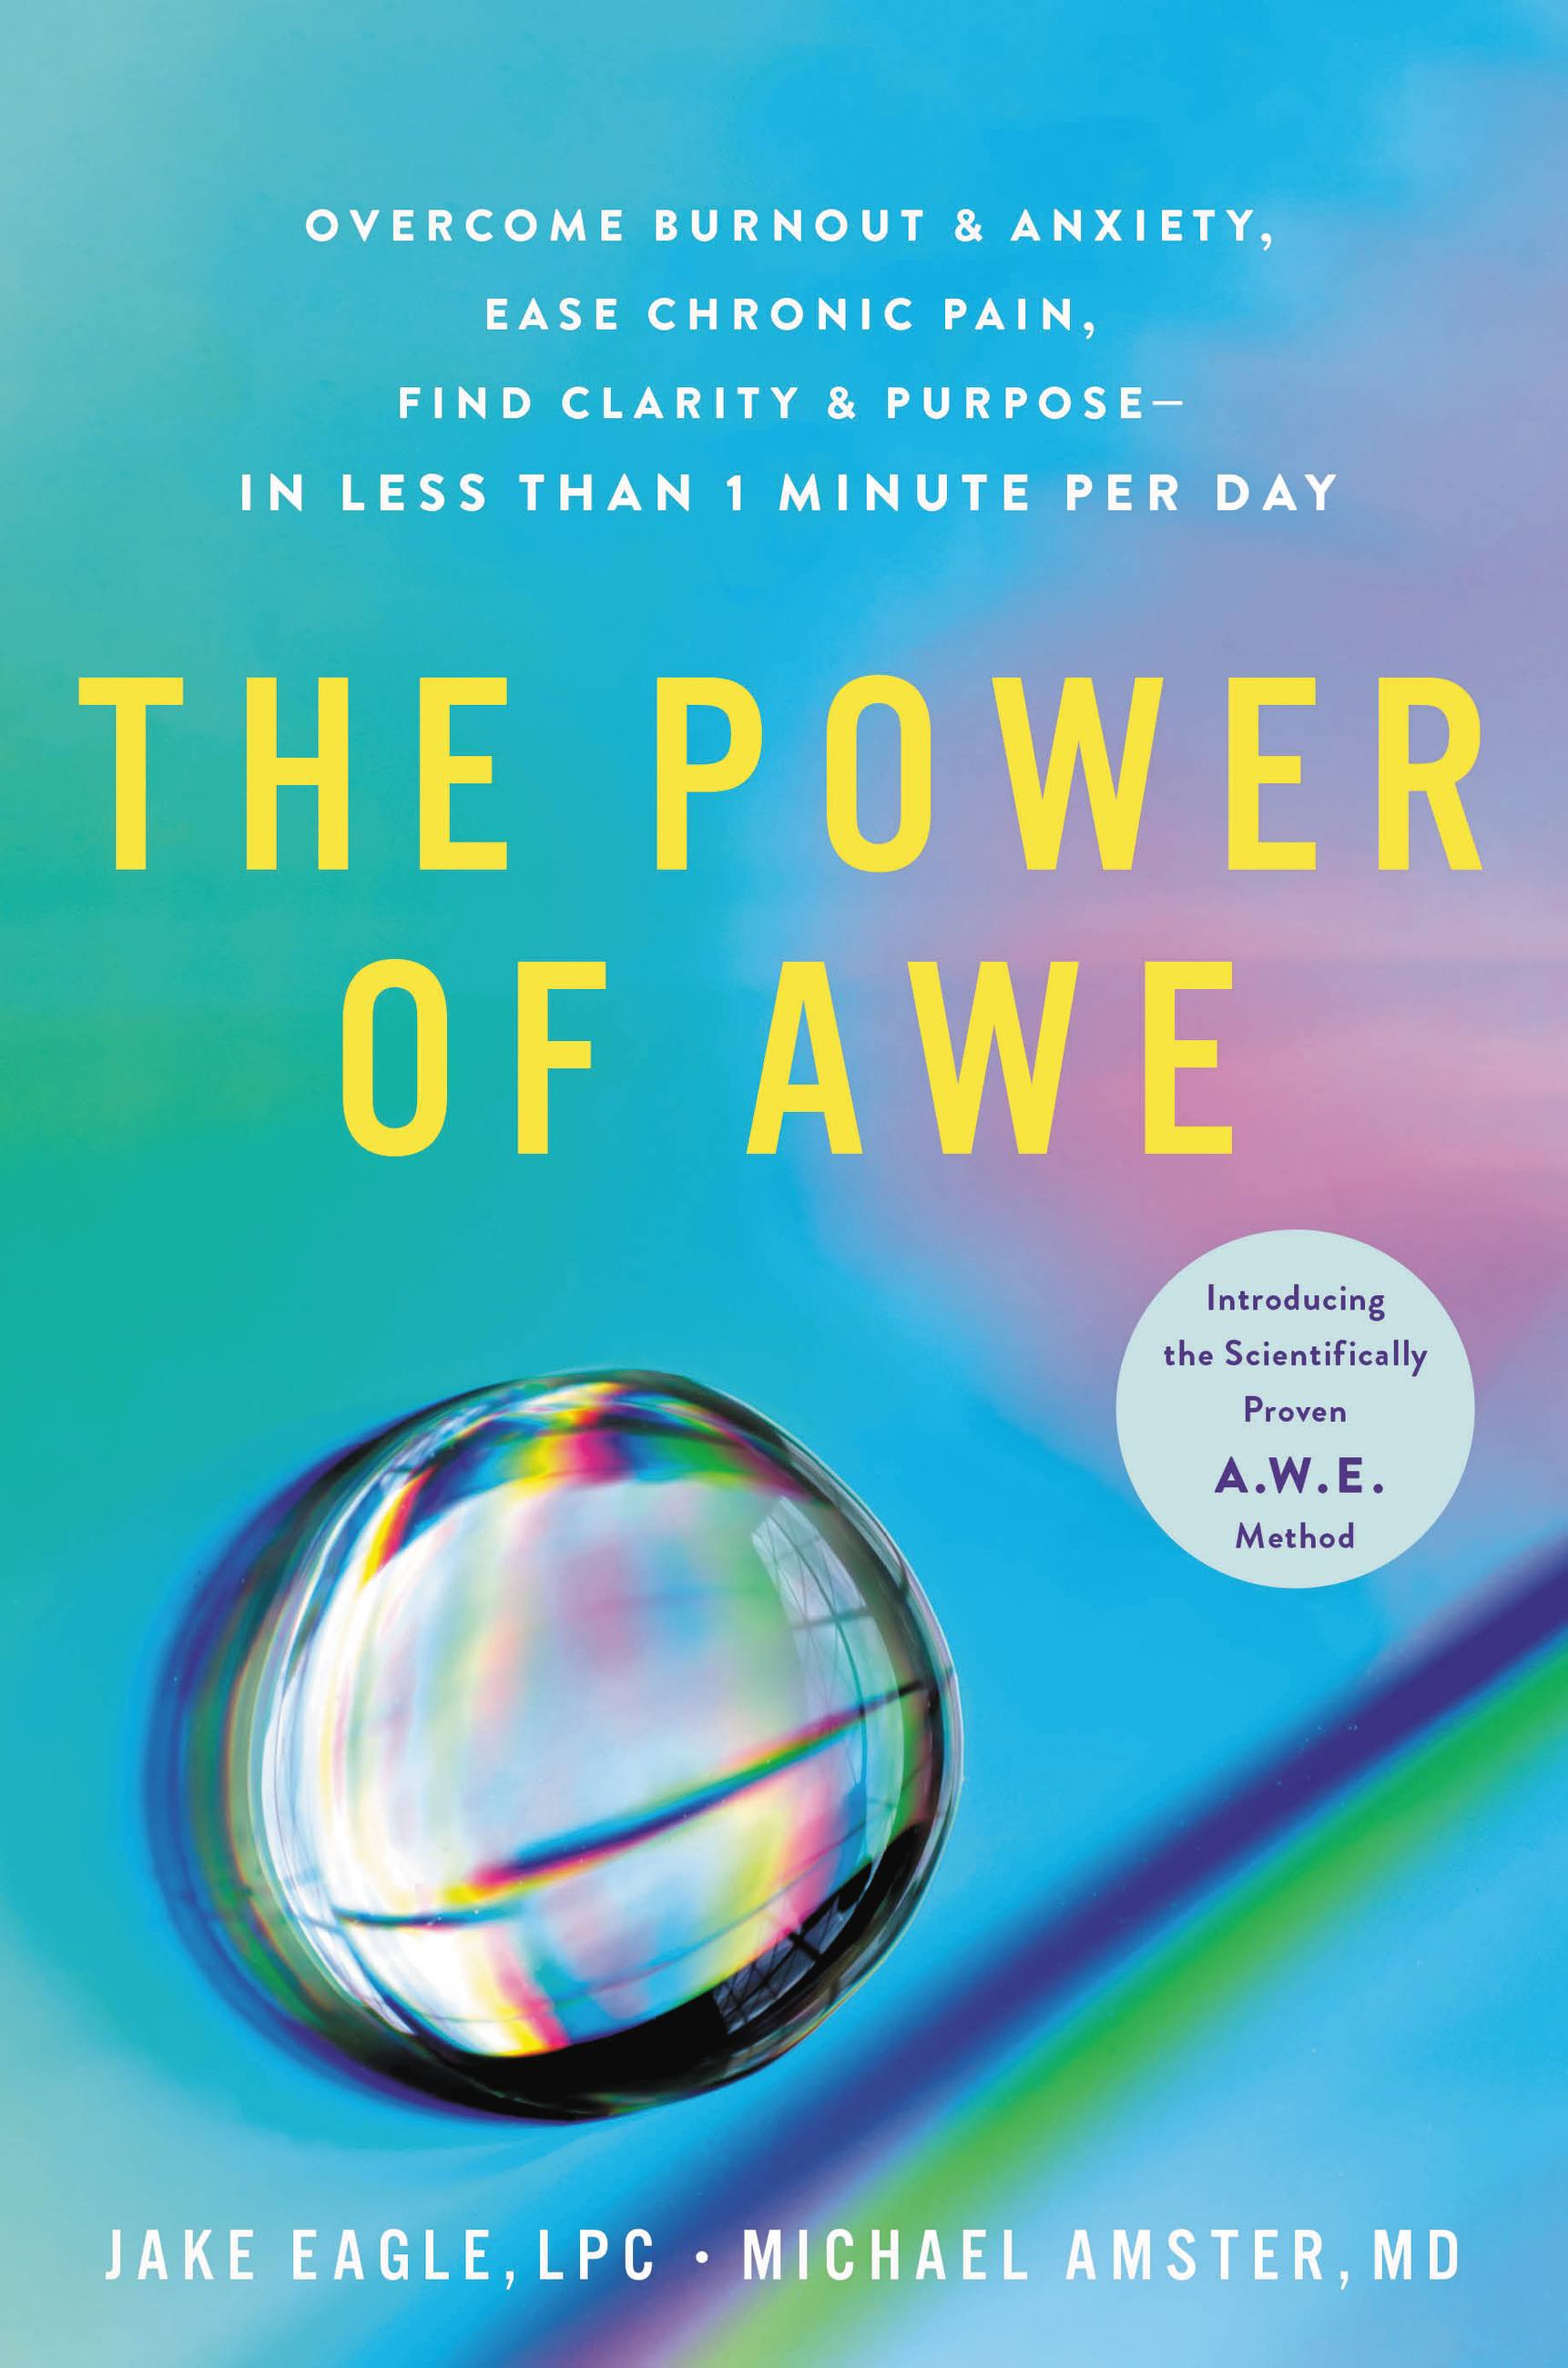 OVERCOME BURNOUT & ANXIETY,
EASE CHRONIC PAIN,
FIND CLARITY & PURPOSE—
IN LESS THAN 1 MINUTE PER DAY
THE POWER
OF AWE
Introducing
the Scientifically
Proven
A.W.E.
Method
JAKE EAGLE, LPC • MICHAEL AMSTER, MD